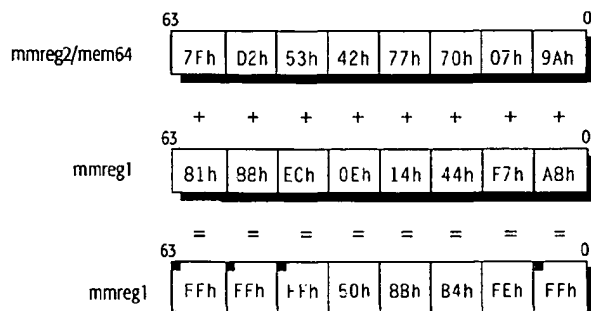 63 0
mmreg2/mem64 7Fh D2h 53h 42h 77h 70h 07h 9Ah
+ + + + + + + +
63 0
mmreg1 81h 88h ECh 0Eh 14h 44h F7h A8h
= = = = = = = =
63 0
mmreg1 FFh FFh FFh 50h 8Bh B4h FEh FFh